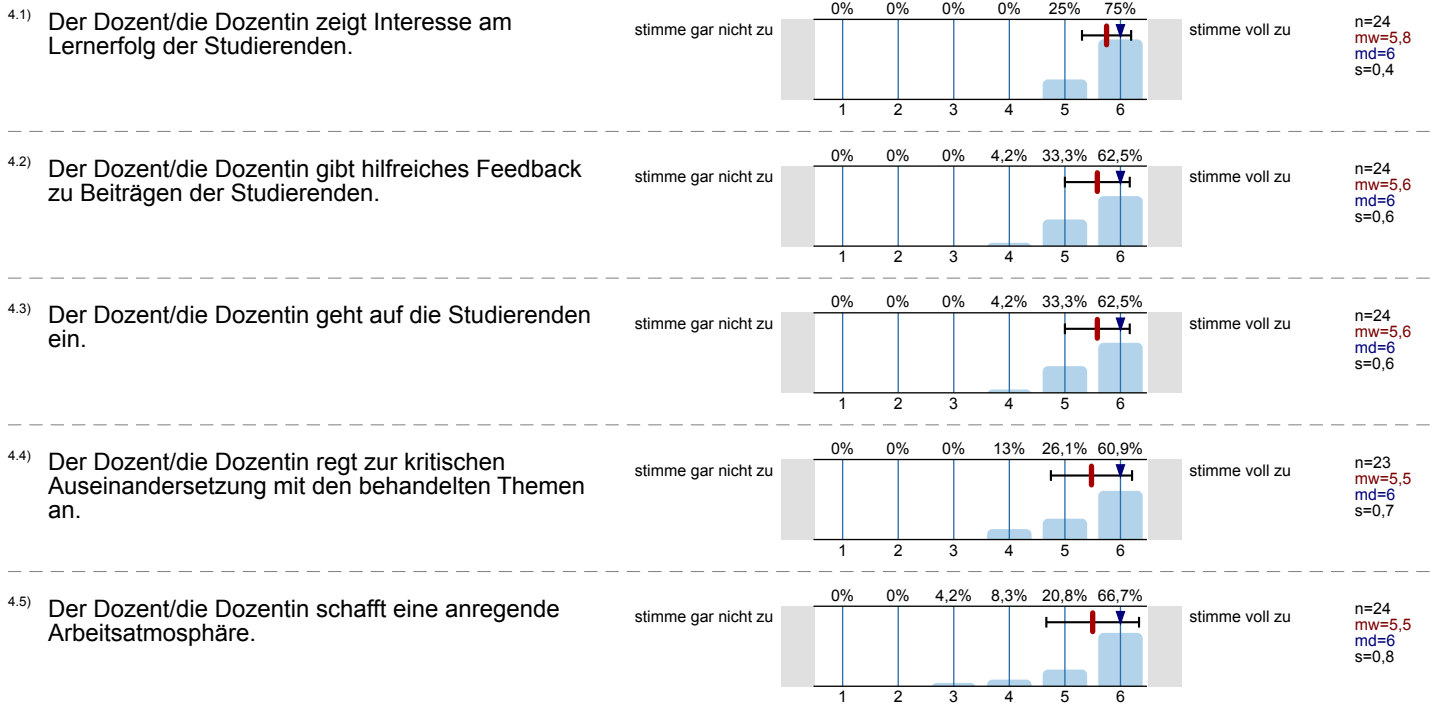 0% 0% 0% 0% 25% 75%
4.1) Der Dozent/die Dozentin zeigt Interesse am
Lernerfolg der Studierenden.
stimme gar nicht zu
stimme voll zu
n=24
mw=5,8
md=6
s=0,4
1 2 3 4 5 6
0% 0% 0% 4,2% 33,3% 62,5%
4.2) Der Dozent/die Dozentin gibt hilfreiches Feedback
zu Beiträgen der Studierenden.
stimme gar nicht zu
stimme voll zu
n=24
mw=5,6
md=6
s=0,6
1 2 3 4 5 6
0% 0% 0% 4,2% 33,3% 62,5%
4.3) Der Dozent/die Dozentin geht auf die Studierenden
ein.
stimme gar nicht zu
stimme voll zu
n=24
mw=5,6
md=6
s=0,6
1 2 3 4 5 6
0% 0% 0% 13% 26,1% 60,9%
4.4) Der Dozent/die Dozentin regt zur kritischen
Auseinandersetzung mit den behandelten Themen
an.
stimme gar nicht zu
stimme voll zu
n=23
mw=5,5
md=6
s=0,7
1 2 3 4 5 6
0% 0% 4,2% 8,3% 20,8% 66,7%
4.5) Der Dozent/die Dozentin schafft eine anregende
Arbeitsatmosphäre.
stimme gar nicht zu
stimme voll zu
n=24
mw=5,5
md=6
s=0,8
1 2 3 4 5 6